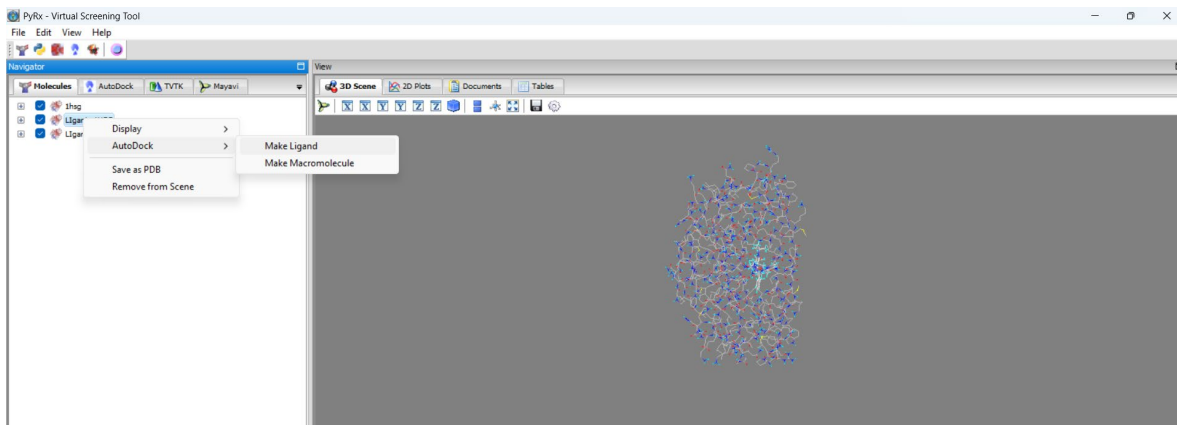 PyRx - Virtual Screening Tool
File Edit View Help
Navigator
View
Molecules AutoDock TVTK Mayavi
3D Scene 2D Plots Documents Tables
X X Y Y Z Z
1hsg
LIgan
LIgan
Display
AutoDock
Save as PDB
Remove from Scene
Make Ligand
Make Macromolecule